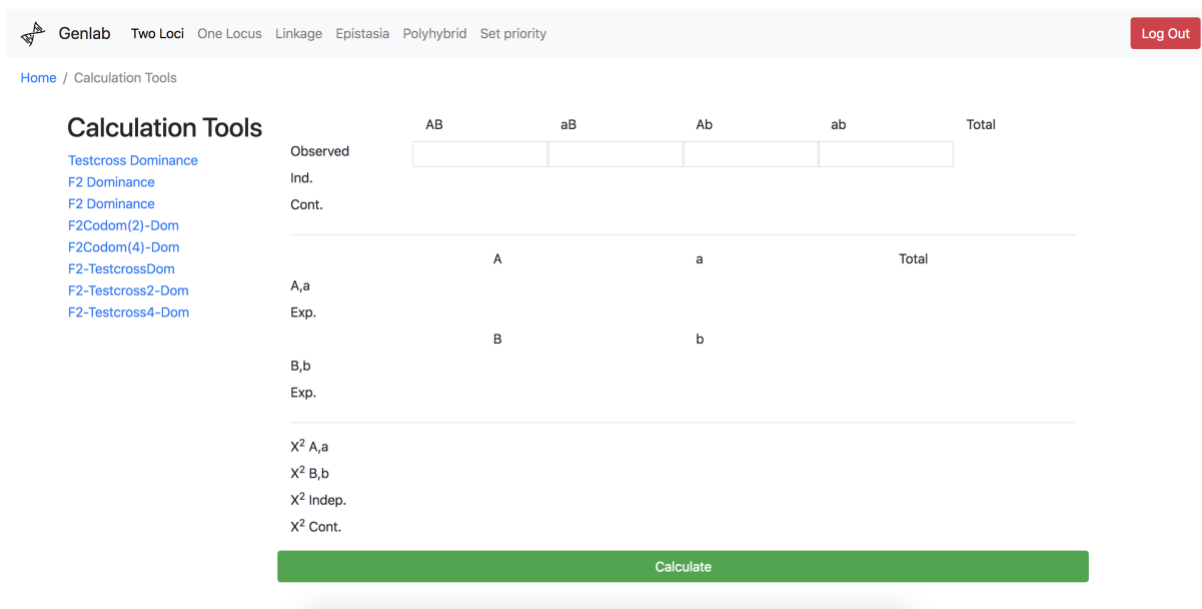 Genlab Two Loci One Locus Linkage Epistasia Polyhybrid Set priority Log Out
Home / Calculation Tools
Calculation Tools
Testcross Dominance
F2 Dominance
F2 Dominance
F2Codom(2)-Dom
F2Codom(4)-Dom
F2-TestcrossDom
F2-Testcross2-Dom
F2-Testcross4-Dom
AB aB Ab ab Total
Observed
Ind.
Cont.
A a Total
A,a
Exp.
B b
B,b
Exp.
X² A,a
X² B,b
X² Indep.
X² Cont.
Calculate